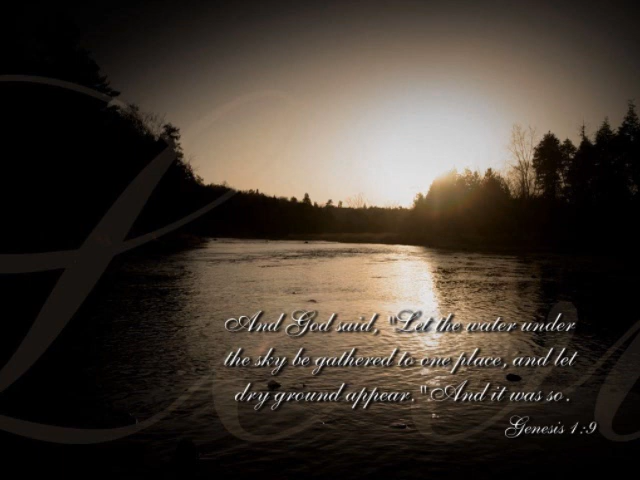 And God said, "Let the water under
the sky be gathered to one place, and let
dry ground appear." And it was so.
Genesis 1:9